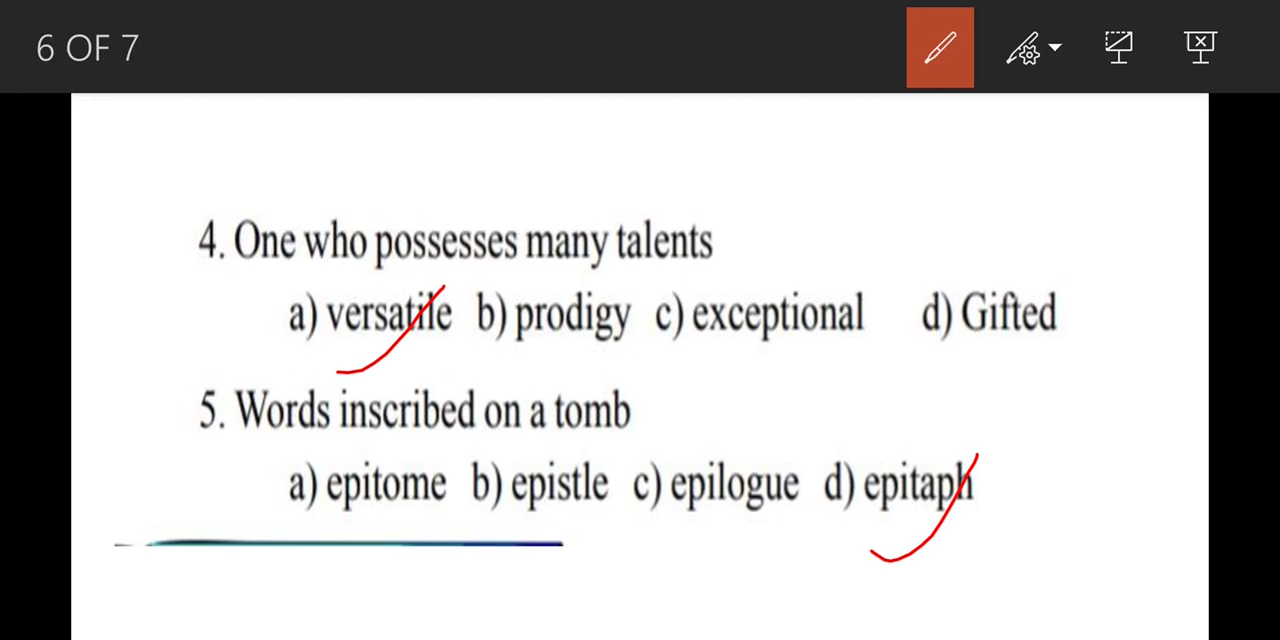 6 OF 7
4. One who possesses many talents
a) versatile b) prodigy c) exceptional d) Gifted
5. Words inscribed on a tomb
a) epitome b) epistle c) epilogue d) epitaph